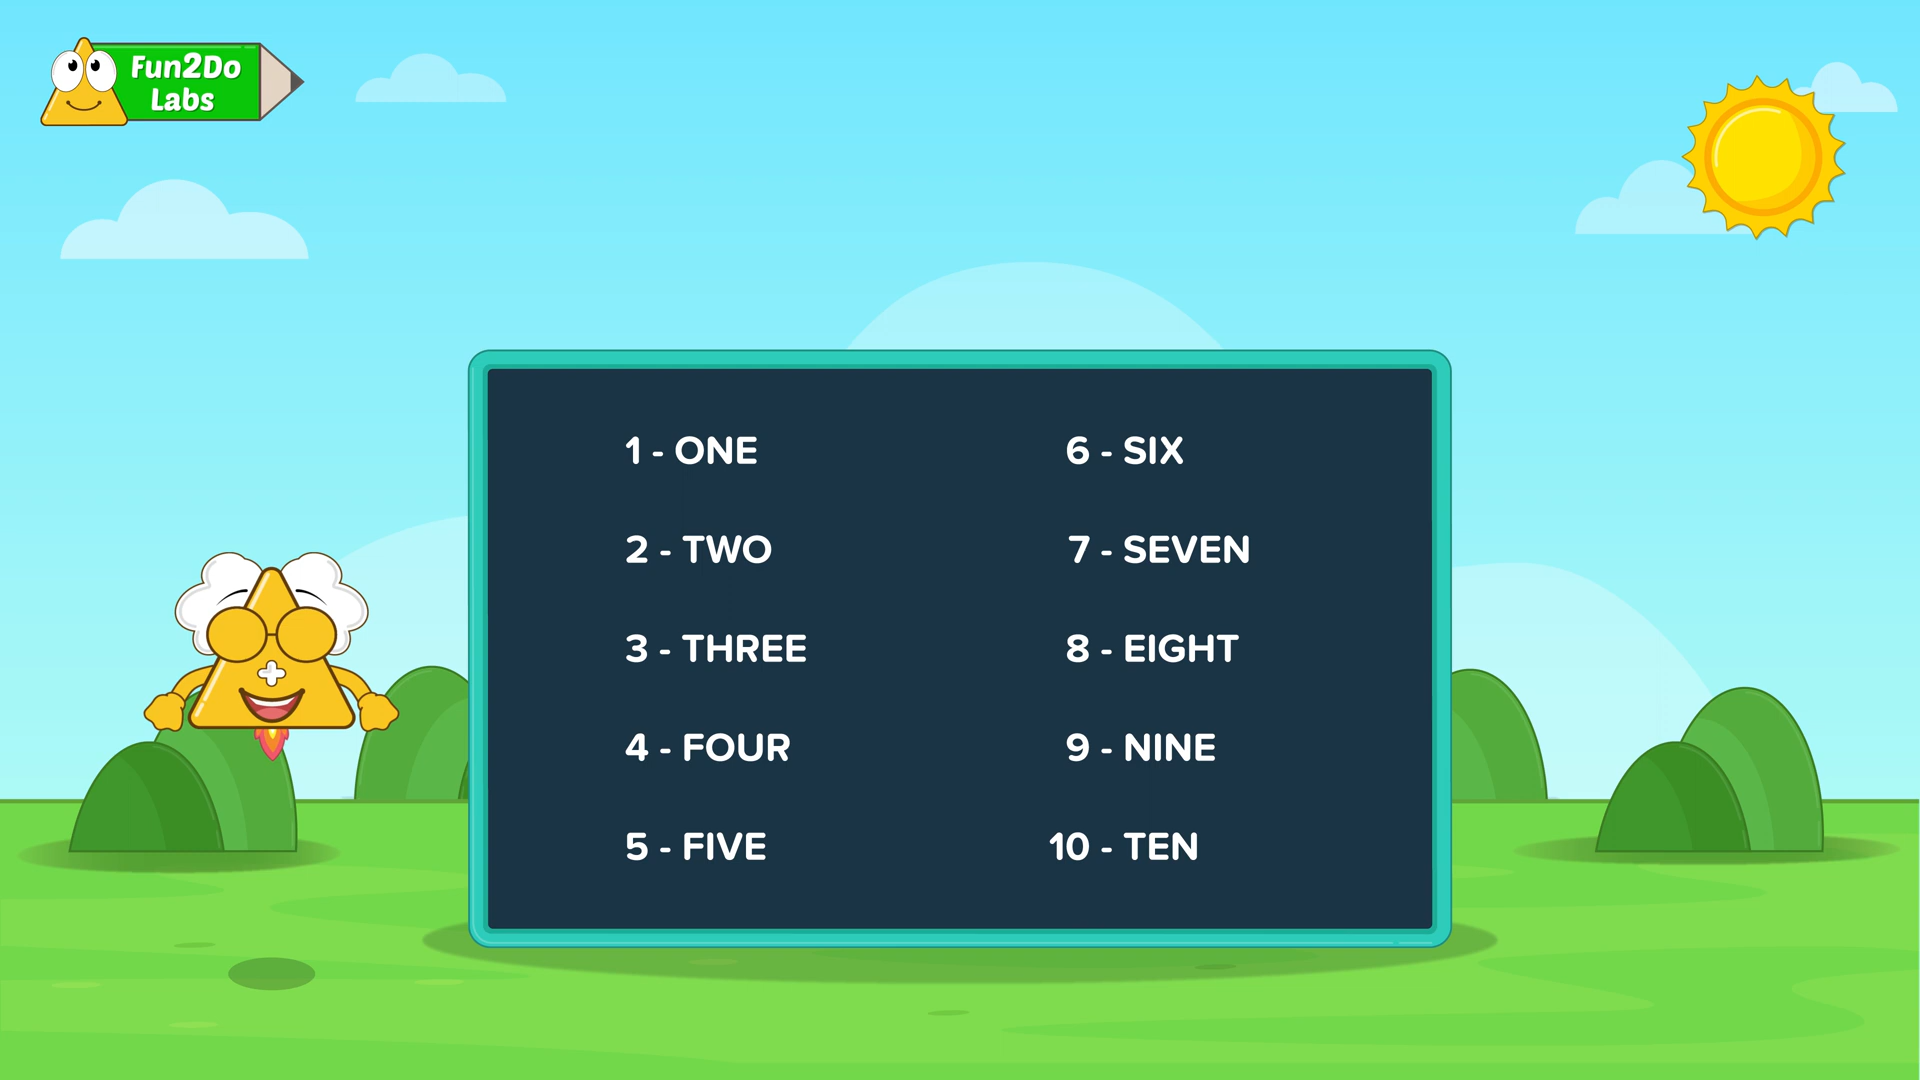 Fun2Do
Labs
1 - ONE
2 - TWO
3 - THREE
4 - FOUR
5 - FIVE
6 - SIX
7 - SEVEN
8 - EIGHT
9 - NINE
10 - TEN